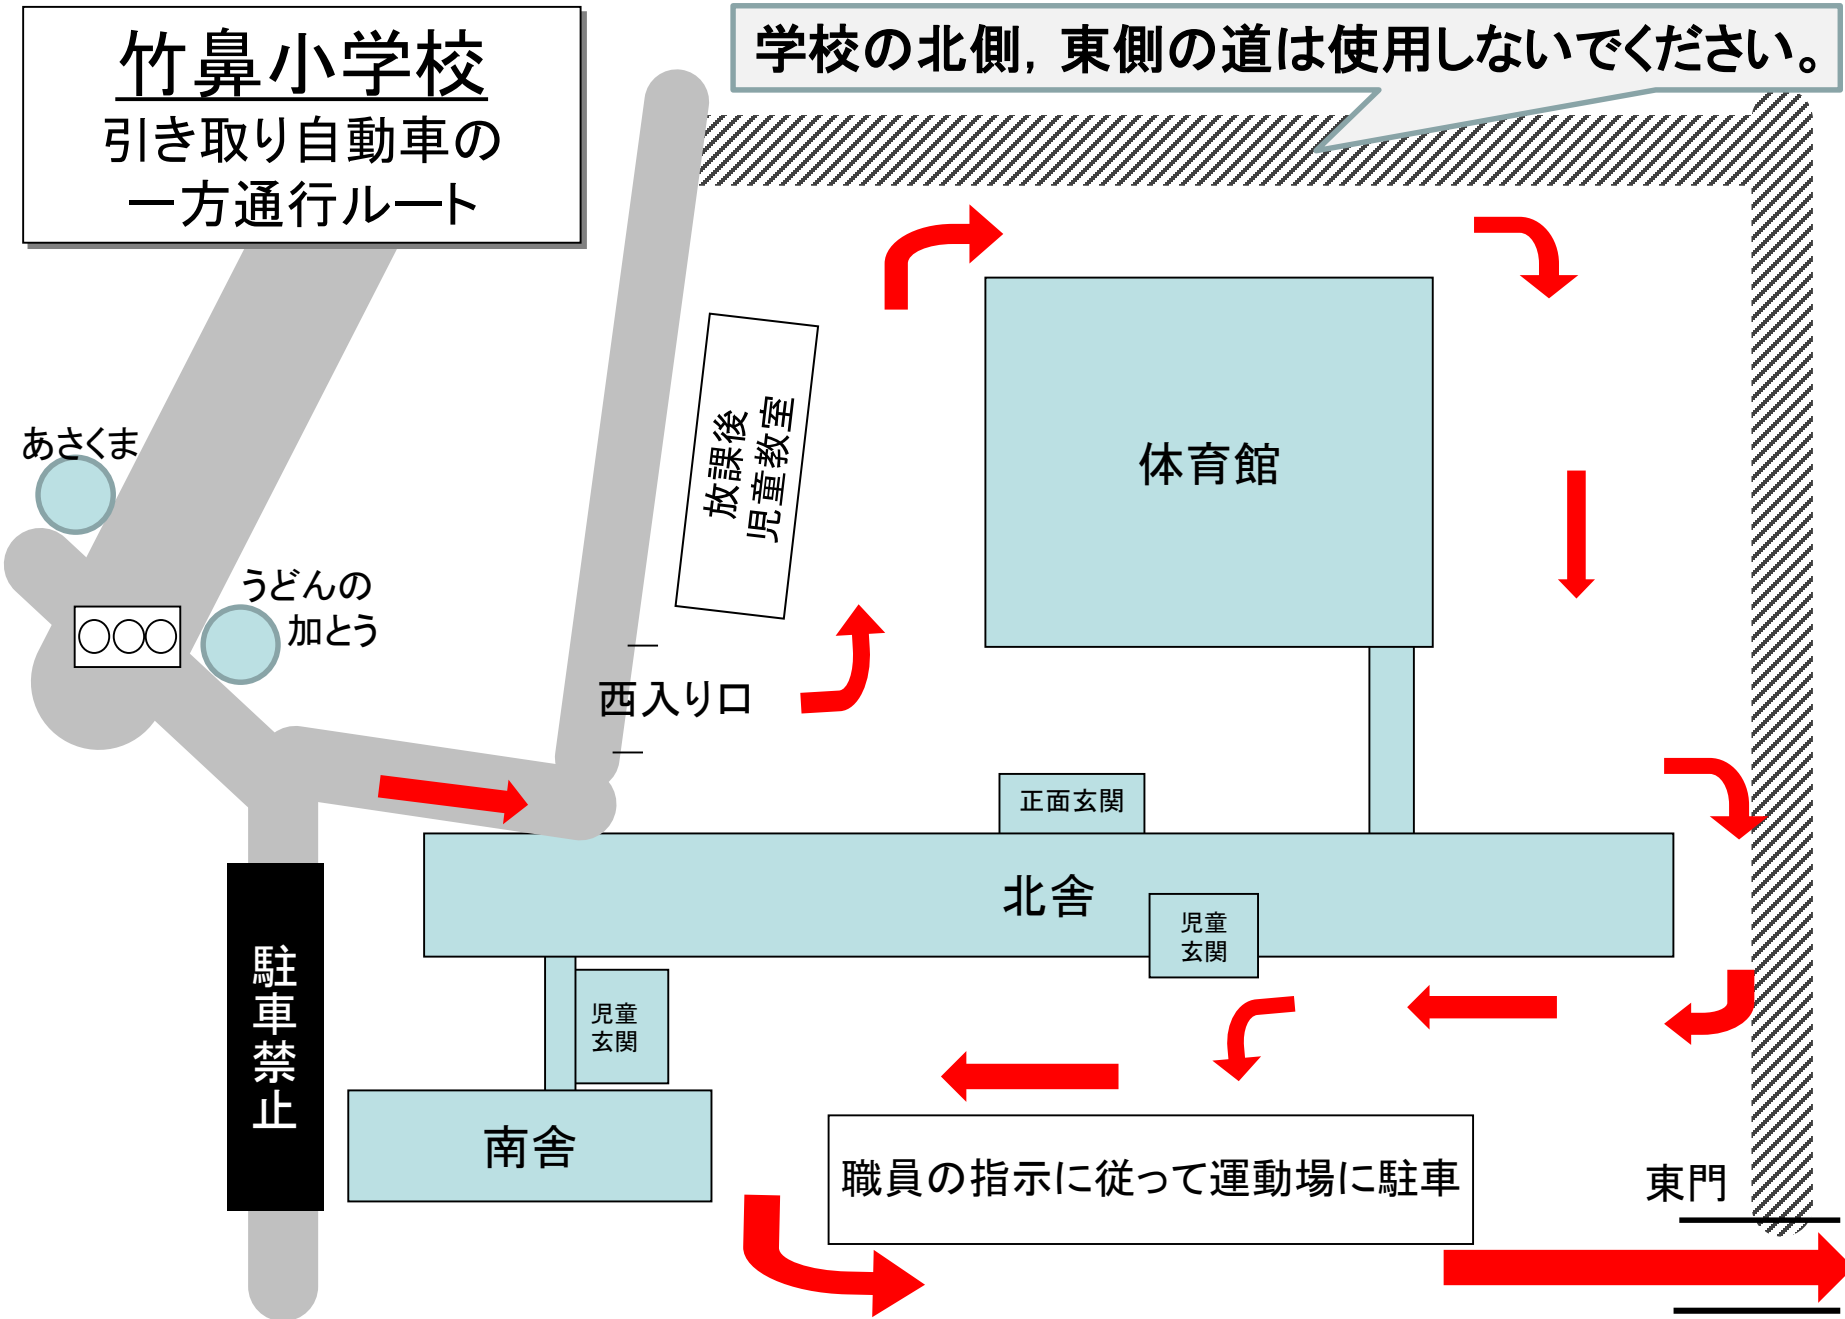 竹鼻小学校
引き取り自動車の
一方通行ルート
学校の北側，東側の道は使用しないでください。
あさくま
うどんの
加とう
放課後
児童教室
体育館
西入り口
正面玄関
北舎
児童
玄関
駐車禁止
児童
玄関
南舎
職員の指示に従って運動場に駐車
東門